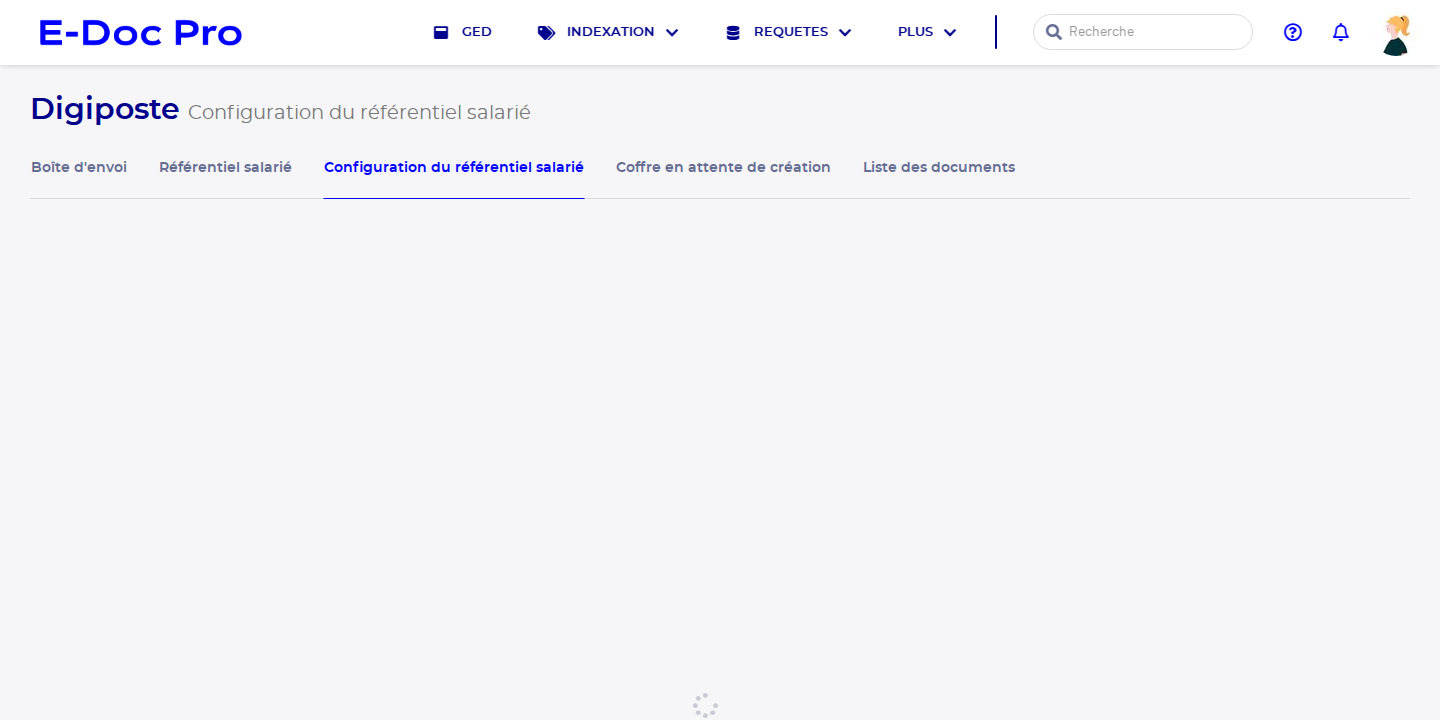 E-Doc Pro GED INDEXATION REQUETES PLUS Recherche
Digiposte Configuration du référentiel salarié
Boîte d'envoi Référentiel salarié Configuration du référentiel salarié Coffre en attente de création Liste des documents